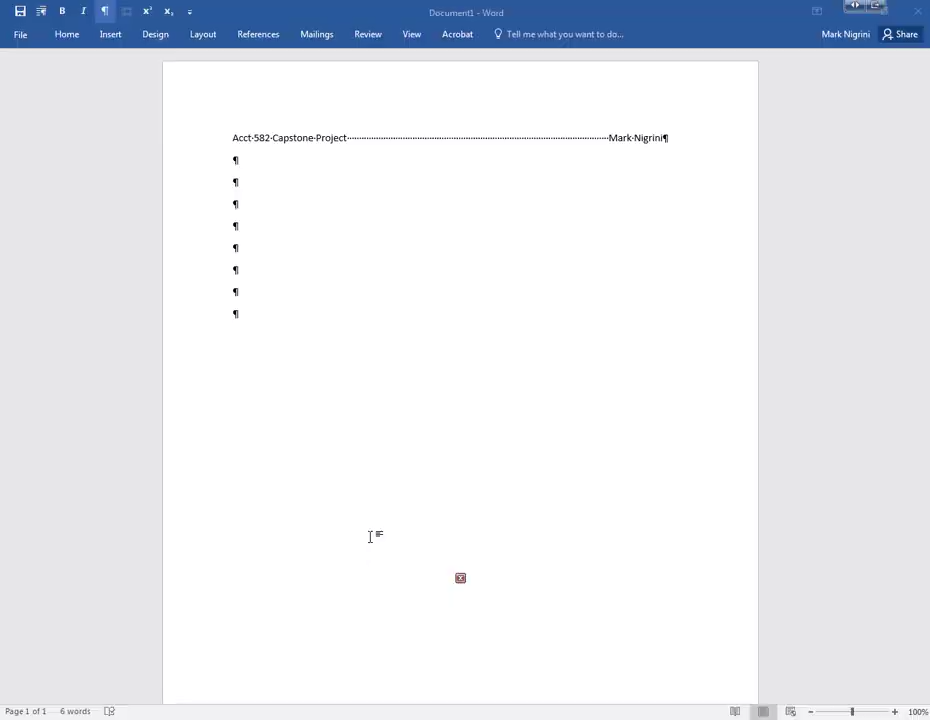 Document1 - Word
File Home Insert Design Layout References Mailings Review View Acrobat Tell me what you want to do... Mark Nigrini Share
Acct·582·Capstone·Project Mark·Nigrini¶
¶
¶
¶
¶
¶
¶
¶
¶
Page 1 of 1 6 words 100%